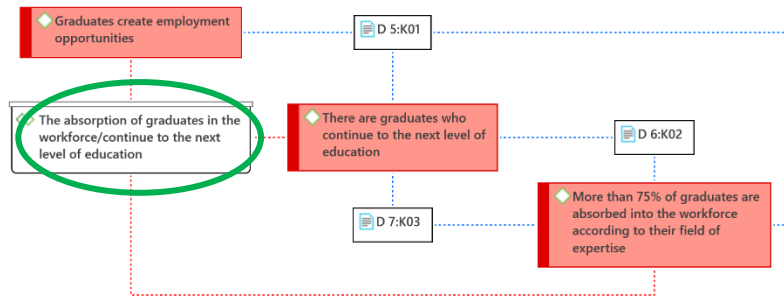 Graduates create employment
opportunities
D 5:K01
The absorption of graduates in the
workforce/continue to the next
level of education
There are graduates who
continue to the next level of
education
D 6:K02
D 7:K03
More than 75% of graduates are
absorbed into the workforce
according to their field of
expertise